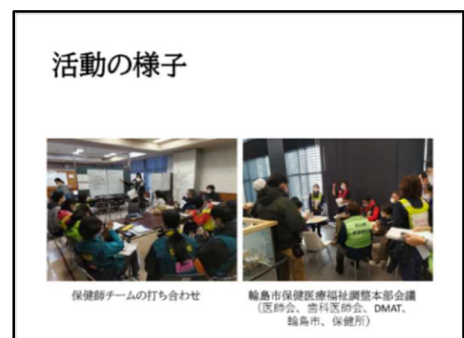 活動の様子
保健師チームの打ち合わせ
輪島市保健医療福祉調整本部会議
（医師会、歯科医師会、DMAT、
輪島市、保健所）